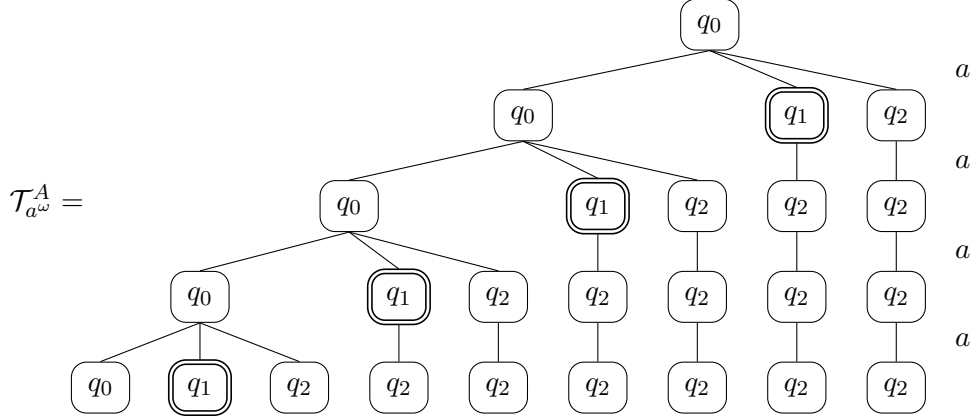 q₀
a
q₀ q₁ q₂
a
𝒯ᴬ_{a^ω} = q₀ q₁ q₂ q₂ q₂
a
q₀ q₁ q₂ q₂ q₂ q₂ q₂
a
q₀ q₁ q₂ q₂ q₂ q₂ q₂ q₂ q₂